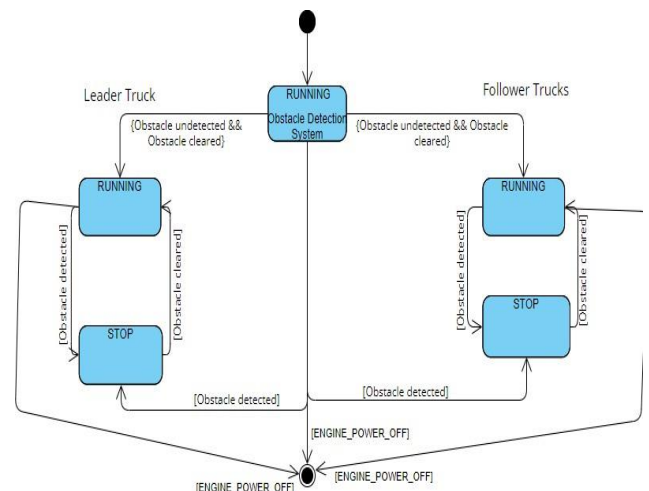 RUNNING
Obstacle Detection
System
Leader Truck
Follower Trucks
{Obstacle undetected &&
Obstacle cleared}
{Obstacle undetected && Obstacle
cleared}
RUNNING
RUNNING
[Obstacle detected]
[Obstacle cleared]
[Obstacle detected]
[Obstacle cleared]
STOP
STOP
[Obstacle detected]
[Obstacle detected]
[ENGINE_POWER_OFF]
[ENGINE_POWER_OFF]
[ENGINE_POWER_OFF]